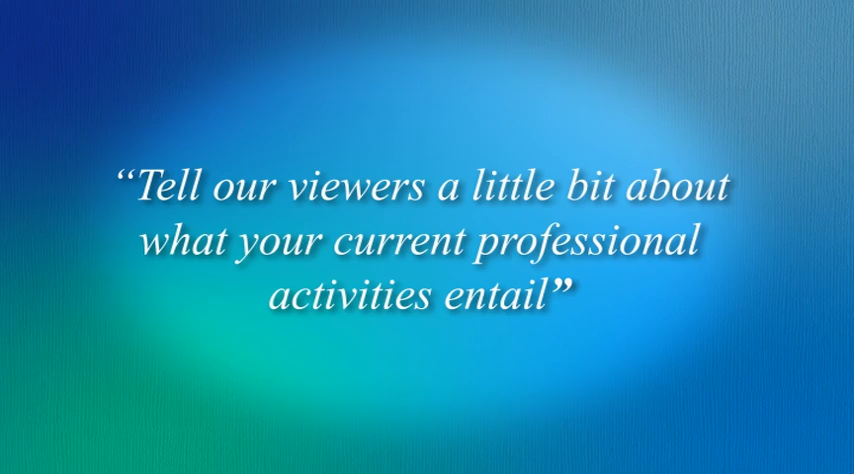 “Tell our viewers a little bit about
what your current professional
activities entail”